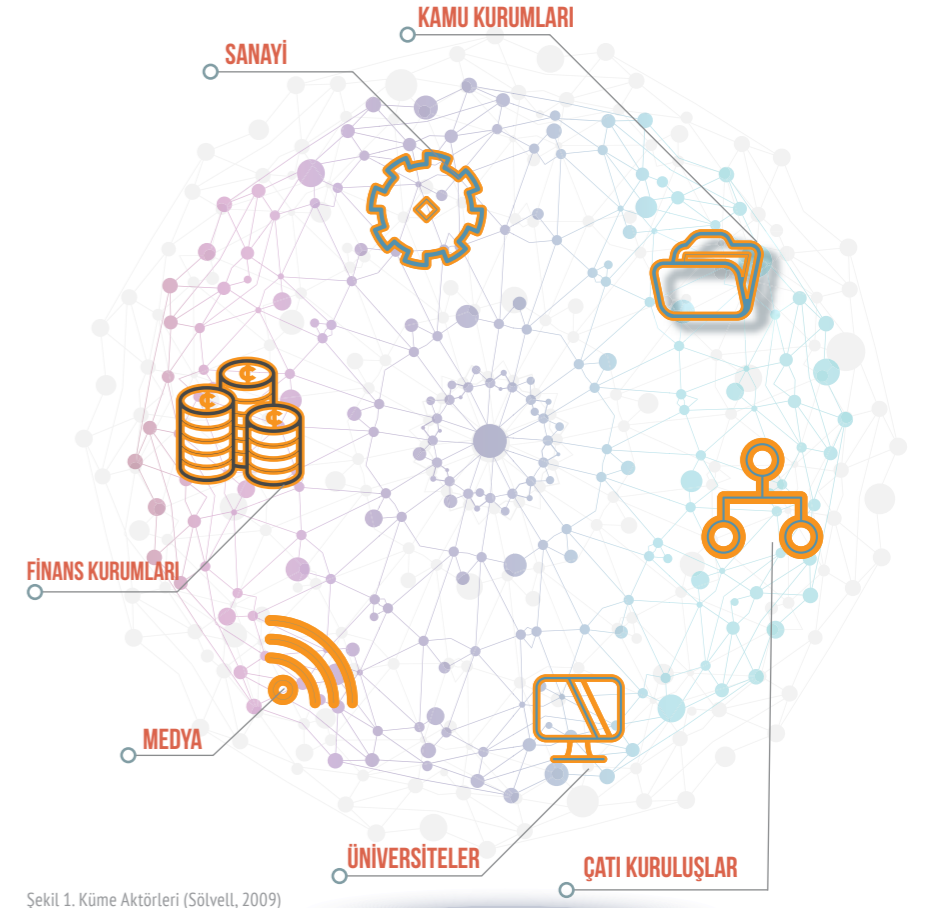 KAMU KURUMLARI
SANAYİ
FİNANS KURUMLARI
MEDYA
ÜNİVERSİTELER
ÇATI KURULUŞLAR
Şekil 1. Küme Aktörleri (Sölvell, 2009)